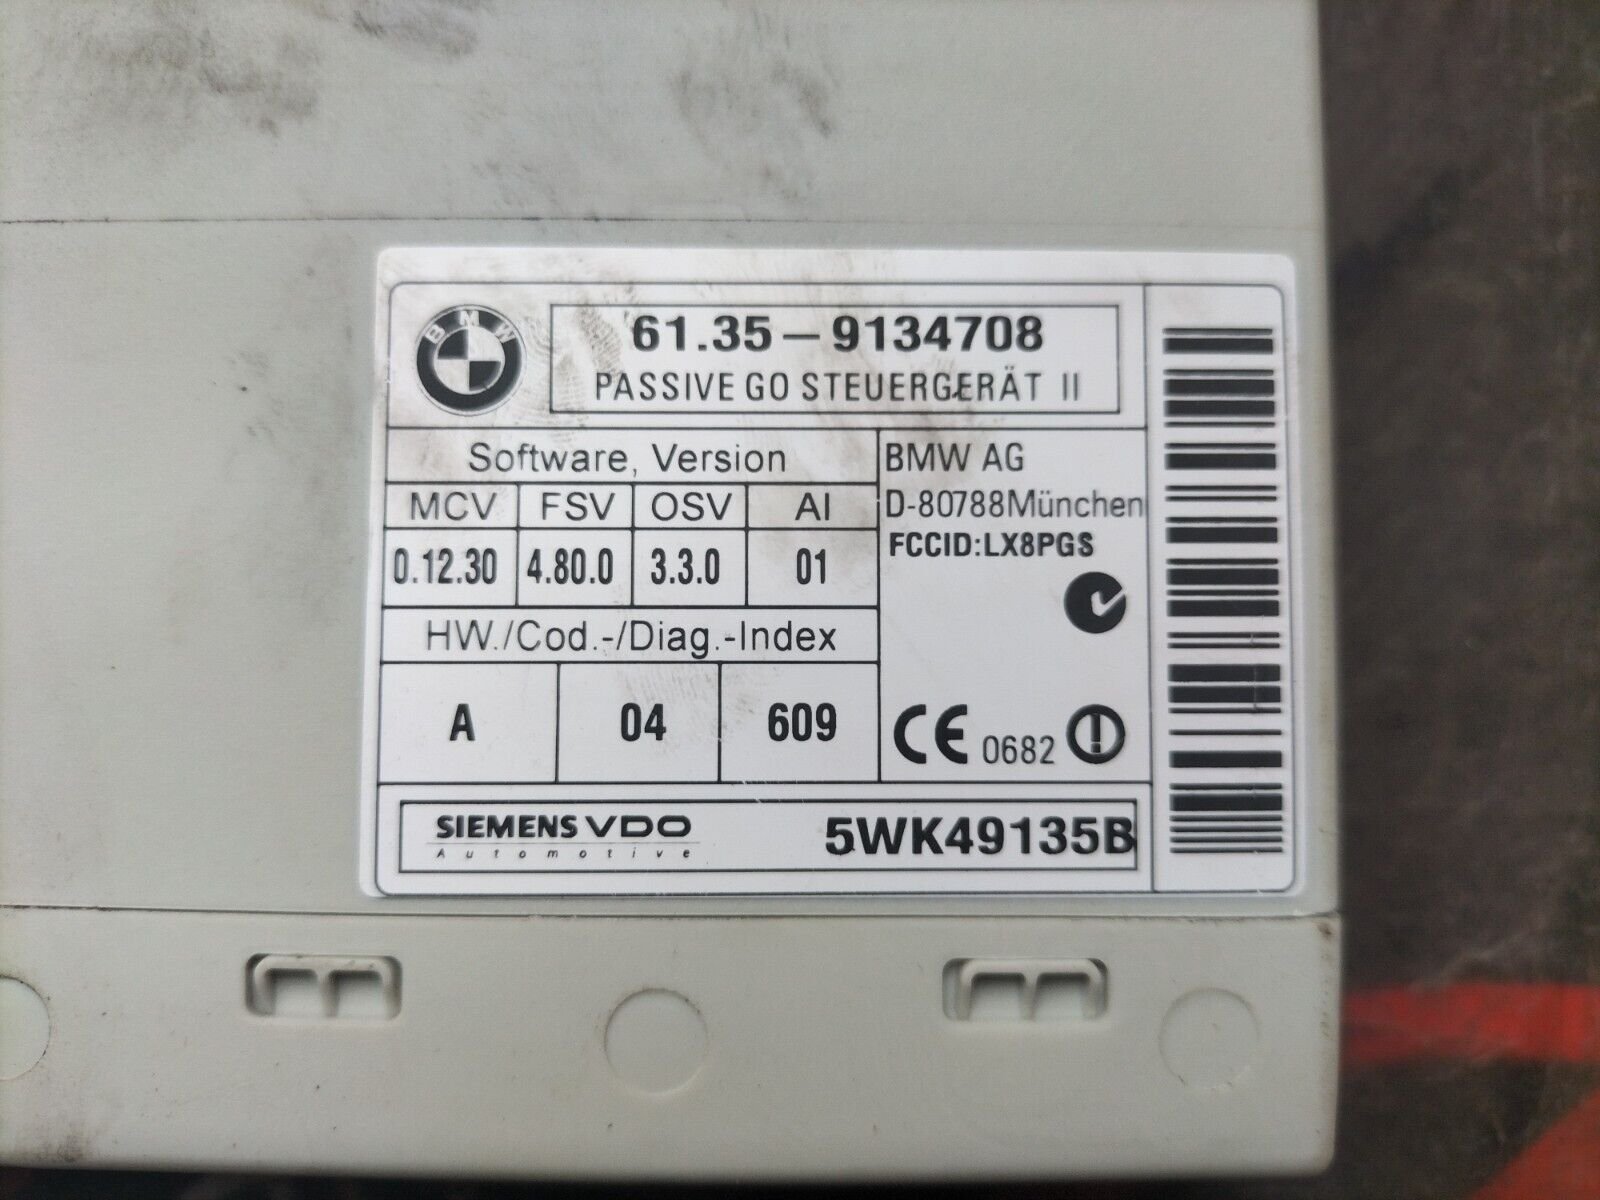 BMW
61.35-9134708
PASSIVE GO STEUERGERÄT II
Software, Version
MCV FSV OSV AI
0.12.30 4.80.0 3.3.0 01
HW./Cod.-/Diag.-Index
A 04 609
BMW AG
D-80788München
FCCID:LX8PGS
CE 0682
SIEMENS VDO
Automotive
5WK49135B